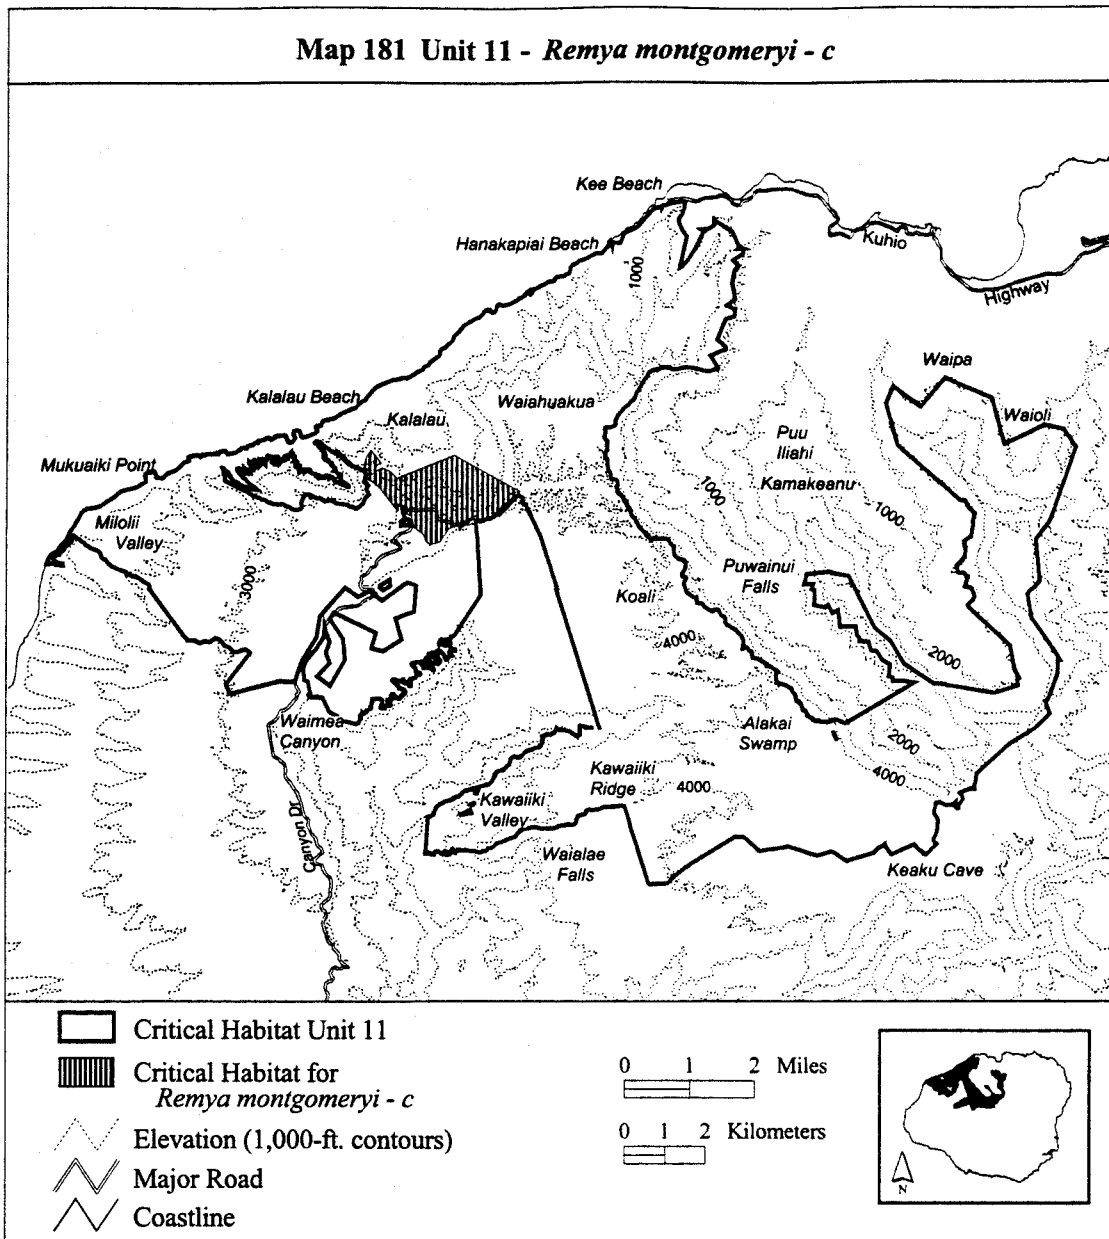 Map 181 Unit 11 - Remya montgomeryi - c
Kee Beach
Hanakapiai Beach
Kuhio
Highway
1000
Waipa
Kalalau Beach
Waiahuakua
Kalalau
Waioli
Puu
Iliahi
Mukuaiki Point
Kamakeanu
1000
1000
Milolii
Valley
Puwainui
Falls
3000
Koali
4000
2000
Waimea
Canyon
Alakai
Swamp
2000
Kawaiiki
Ridge
4000
4000
Kawaiiki
Valley
Canyon Dr
Waialae
Falls
Keaku Cave
Critical Habitat Unit 11
Critical Habitat for
Remya montgomeryi - c
Elevation (1,000-ft. contours)
Major Road
Coastline
0 1 2 Miles
0 1 2 Kilometers
N